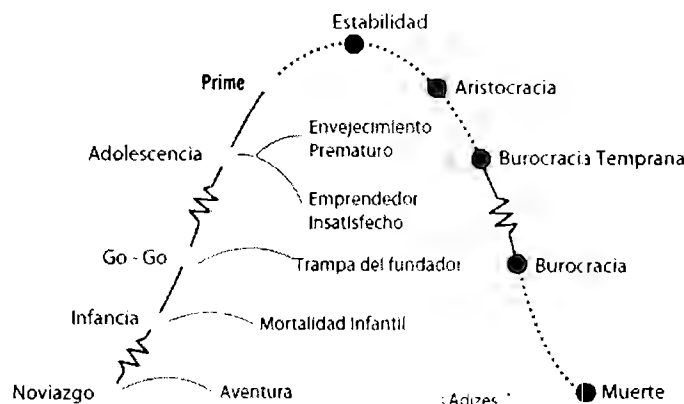 Estabilidad
Prime
Aristocracia
Envejecimiento
Prematuro
Adolescencia
Burocracia Temprana
Emprendedor
Insatisfecho
Go - Go
Trampa del fundador
Burocracia
Infancia
Mortalidad Infantil
Noviazgo
Aventura
Adizes
Muerte